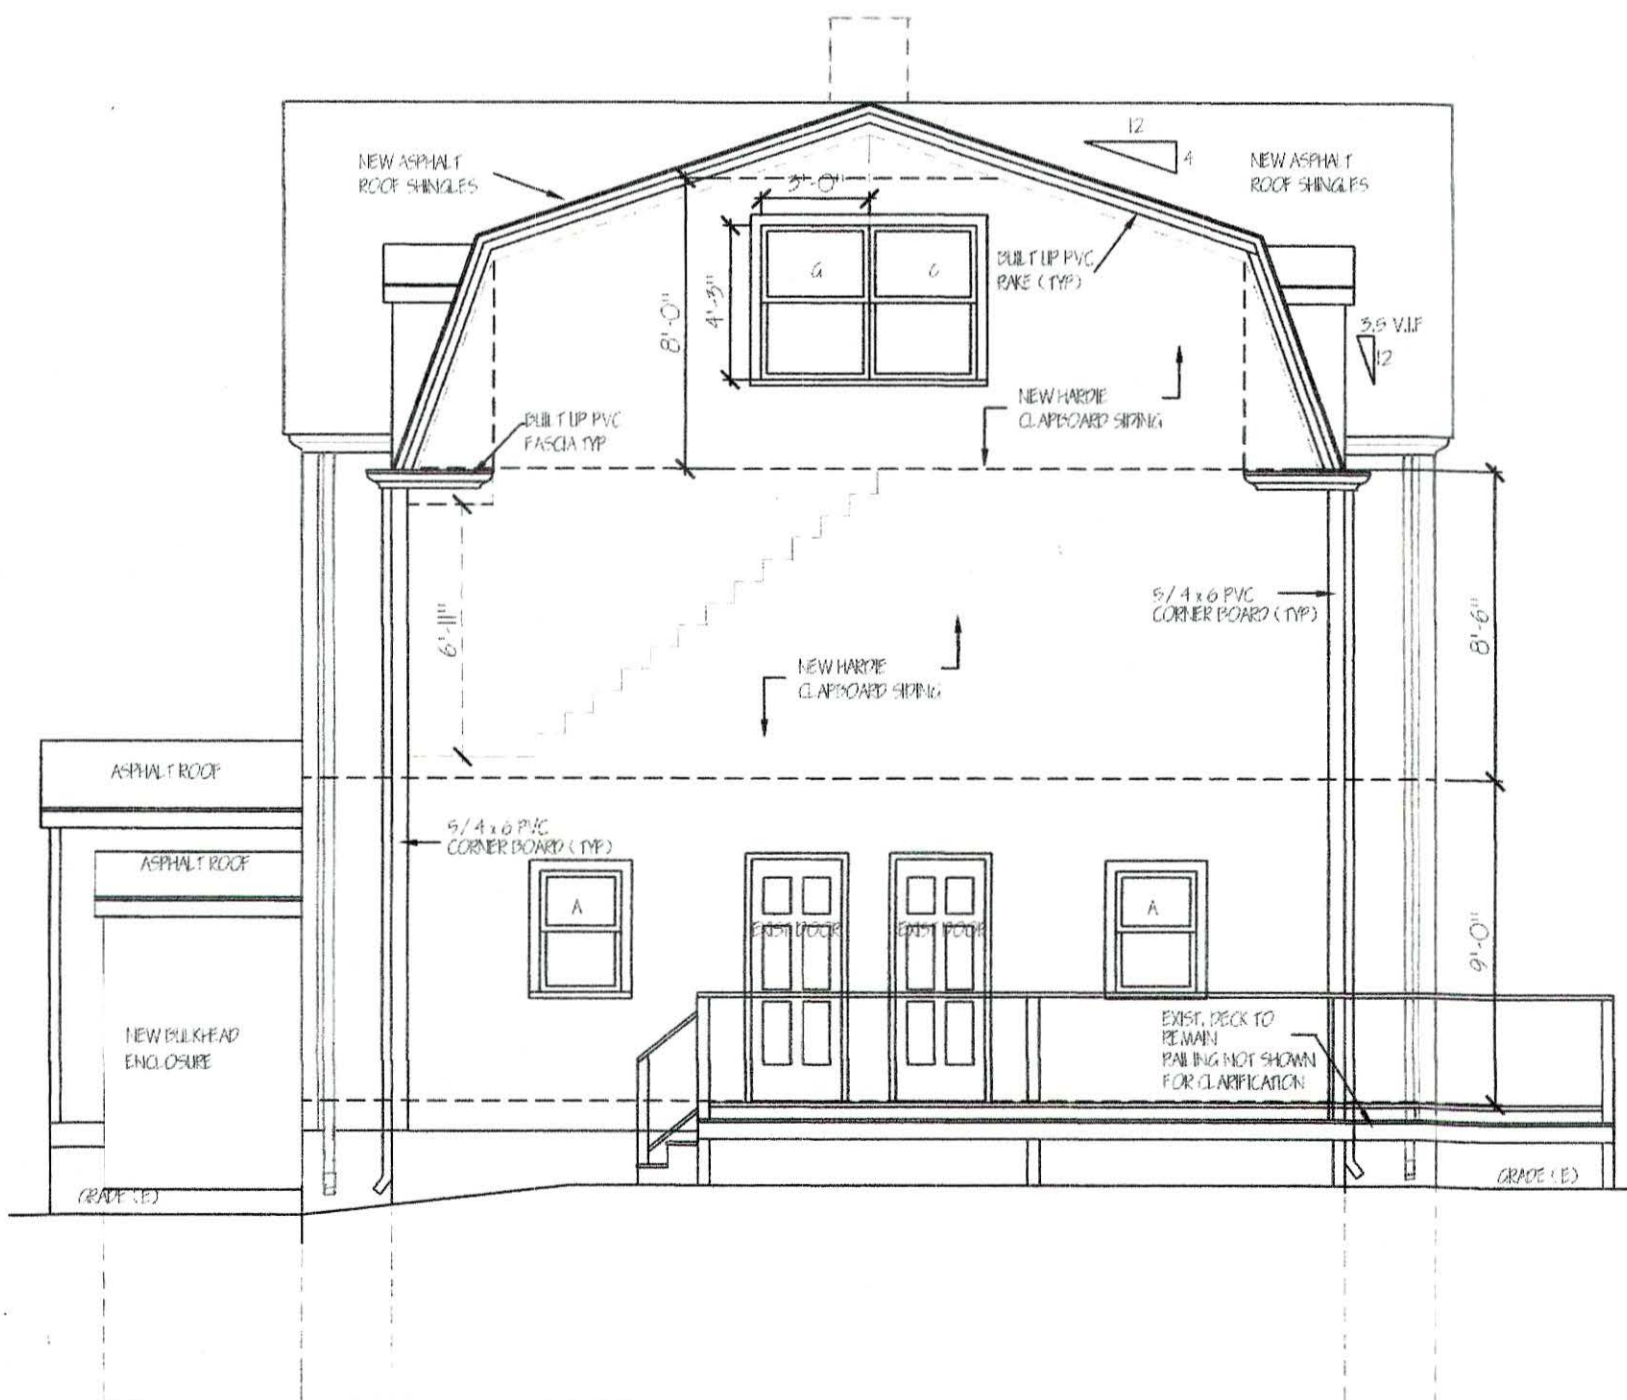 12
4
NEW ASPHALT
ROOF SHINGLES
NEW ASPHALT
ROOF SHINGLES
3'-0"
BUILT UP PVC
RAKE (TYP)
G
4'-3"
8'-0"
3.5 V.I.F
12
NEW HARDIE
CLAPBOARD SIDING
BUILT UP PVC
FASCIA TYP
5/4 x 6 PVC
CORNER BOARD (TYP)
8'-6"
6'-11"
NEW HARDIE
CLAPBOARD SIDING
ASPHALT ROOF
5/4 x 6 PVC
CORNER BOARD (TYP)
ASPHALT ROOF
A
A
EXIST DOOR
EXIST DOOR
9'-0"
NEW BULKHEAD
ENCLOSURE
EXIST. DECK TO
REMAIN
RAILING NOT SHOWN
FOR CLARIFICATION
GRADE (E)
GRADE (E)